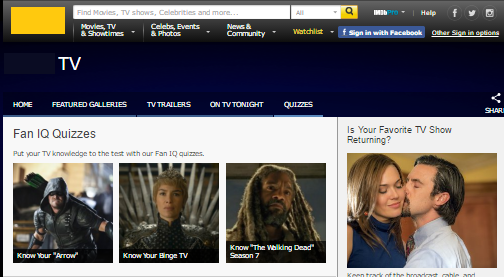 Find Movies, TV shows, Celebrities and more...
All
IMDbPro
Help
Movies, TV
& Showtimes
Celebs, Events
& Photos
News &
Community
Watchlist
Sign in with Facebook
Other Sign in options
TV
HOME
FEATURED GALLERIES
TV TRAILERS
ON TV TONIGHT
QUIZZES
SHAR
Fan IQ Quizzes
Put your TV knowledge to the test with our Fan IQ quizzes.
Know Your "Arrow"
Know Your Binge TV
Know "The Walking Dead"
Season 7
Is Your Favorite TV Show
Returning?
Keep track of the broadcast, cable, and